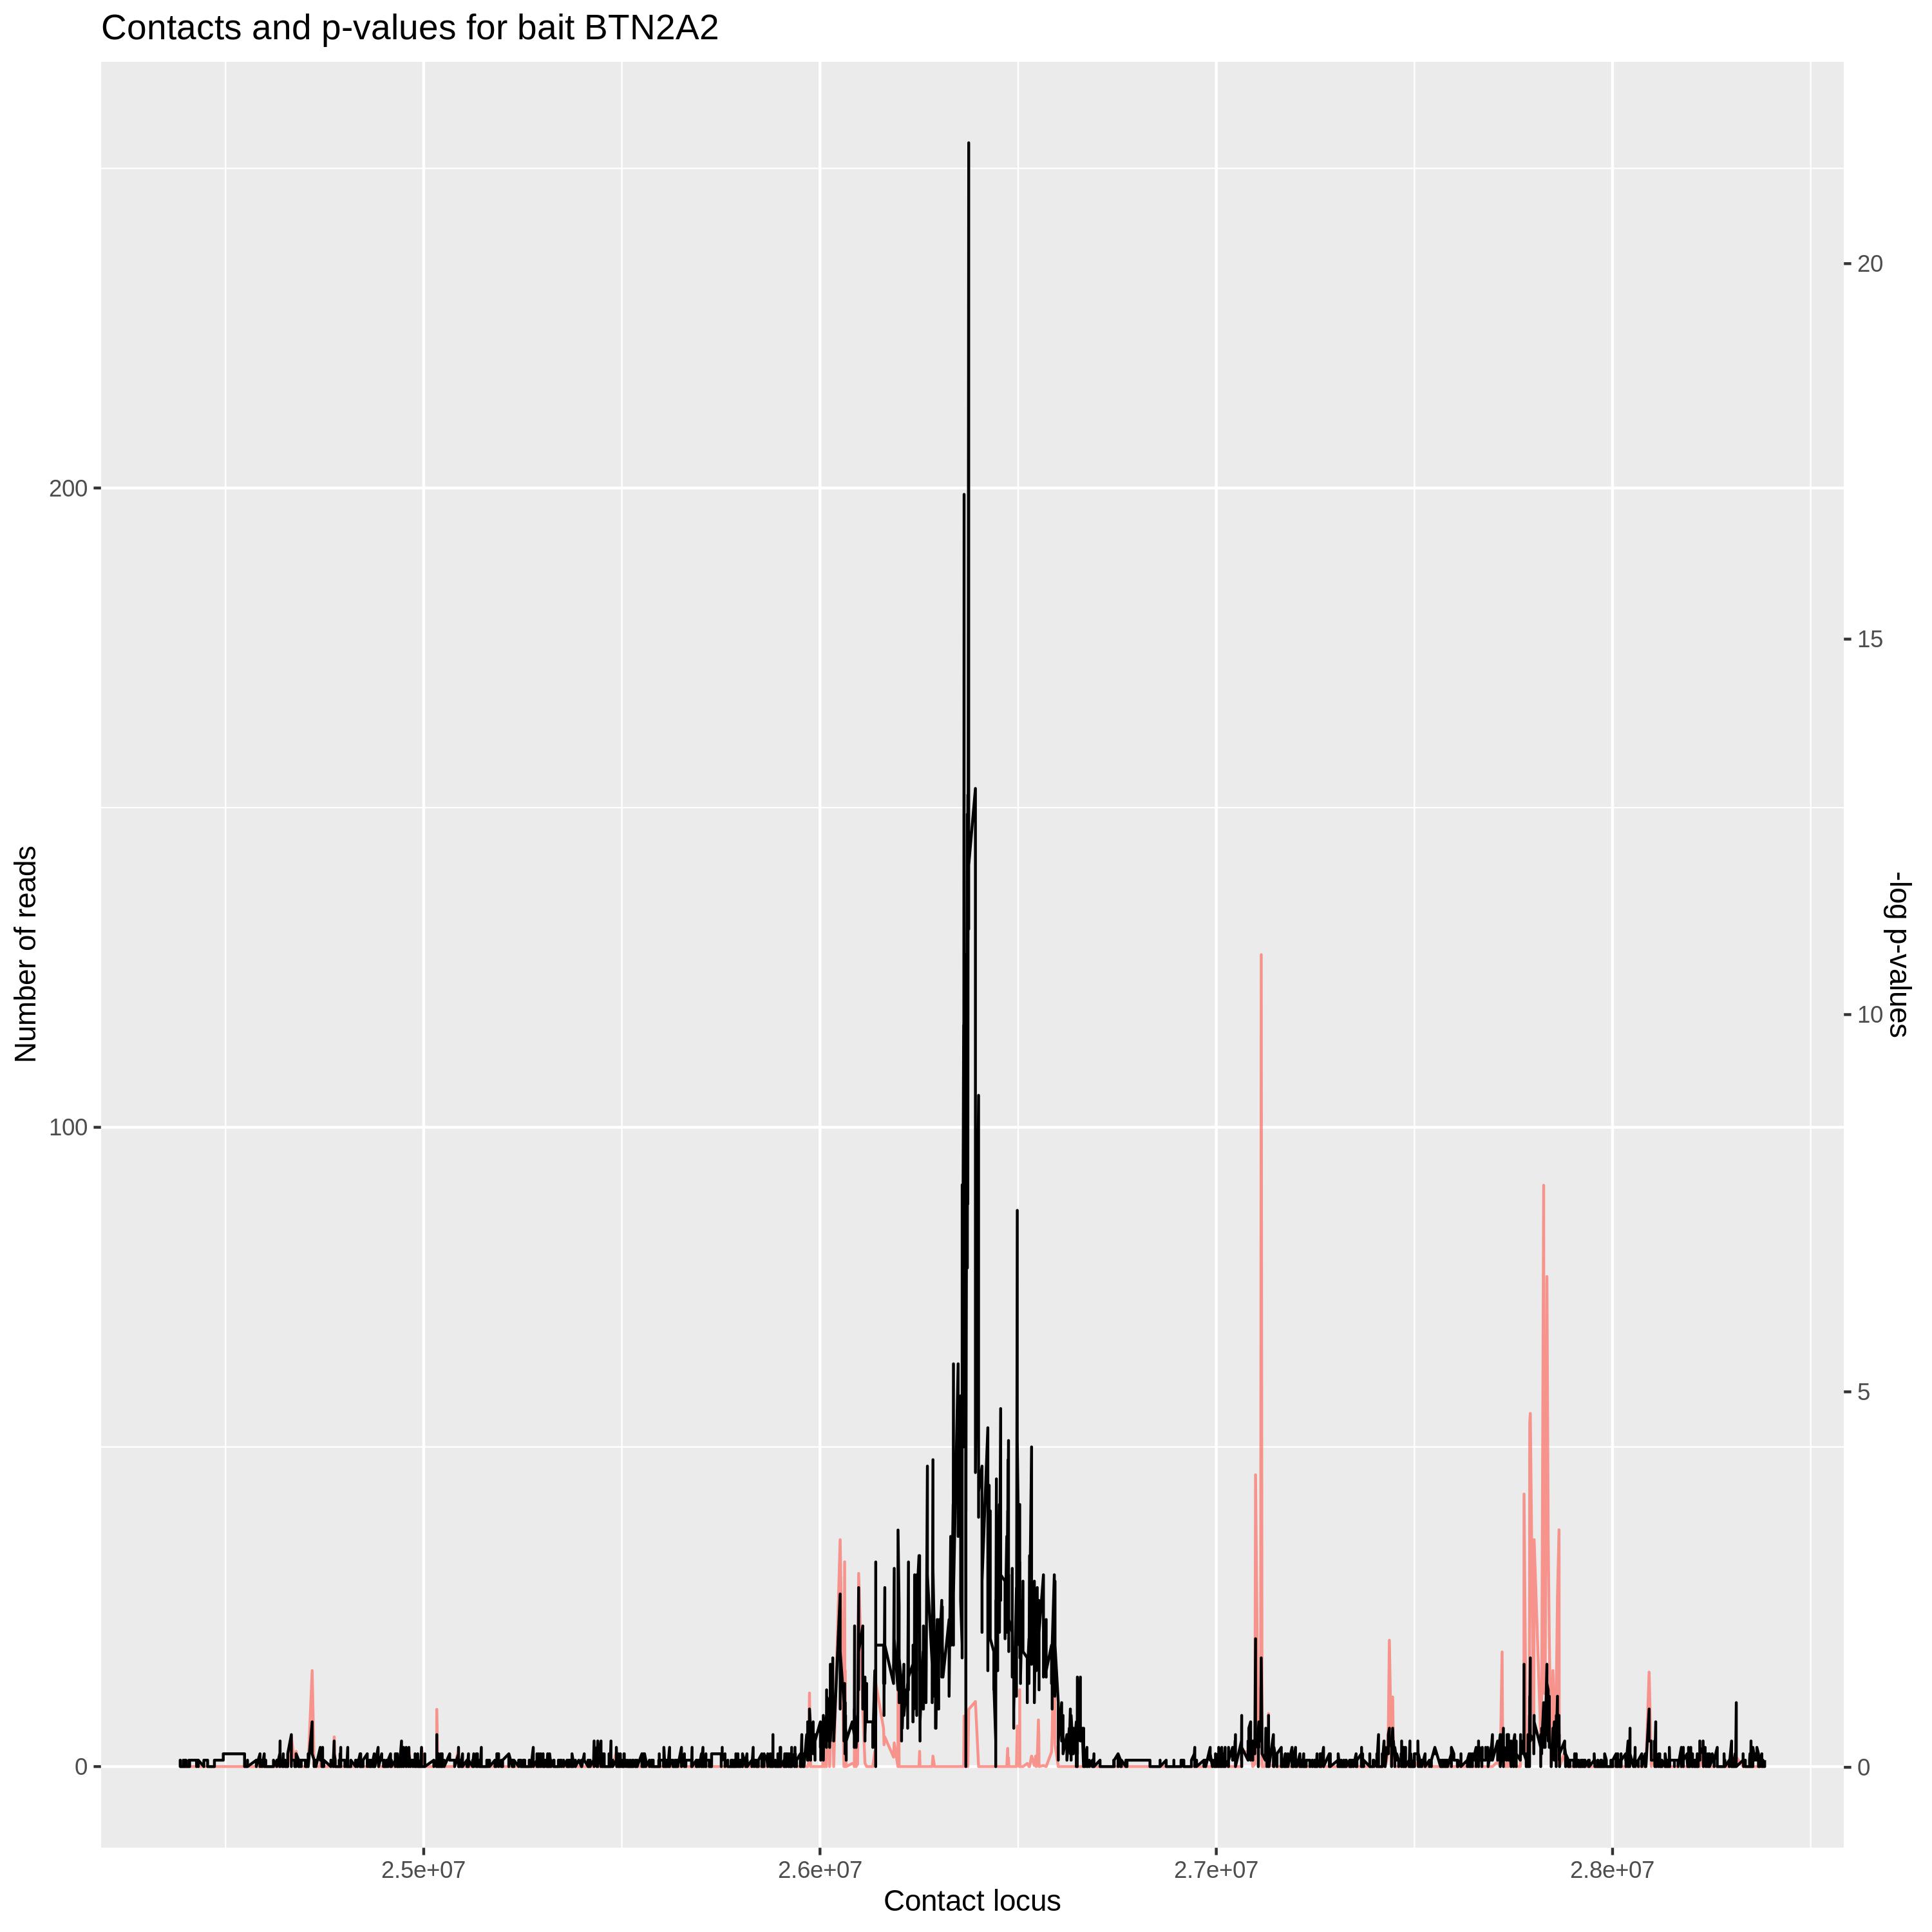 Contacts and p-values for bait BTN2A2
Number of reads
200
100
0
20
15
10
5
0
-log p-values
2.5e+07 2.6e+07 2.7e+07 2.8e+07
Contact locus